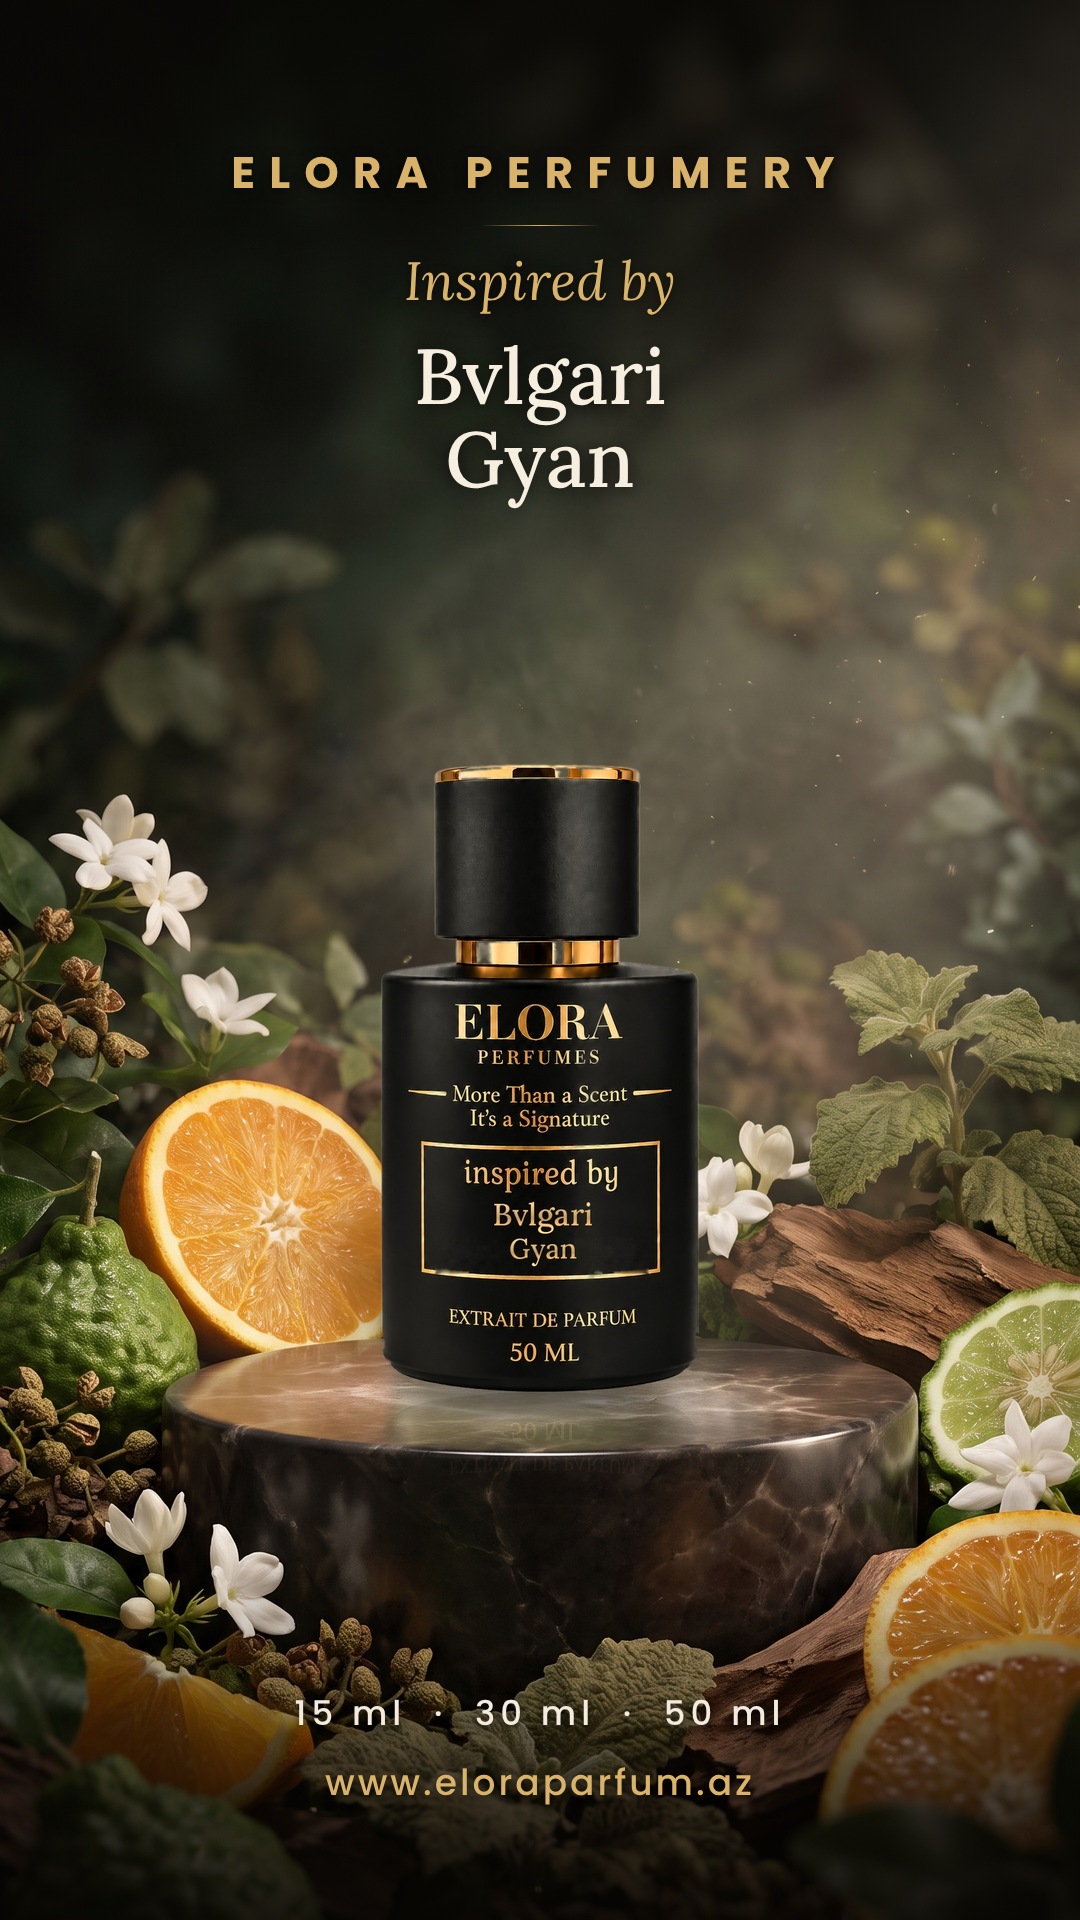 ELORA PERFUMERY
Inspired by
Bvlgari
Gyan
ELORA
PERFUMES
More Than a Scent
It's a Signature
inspired by
Bvlgari
Gyan
EXTRAIT DE PARFUM
50 ML
15 ml · 30 ml · 50 ml
www.eloraparfum.az